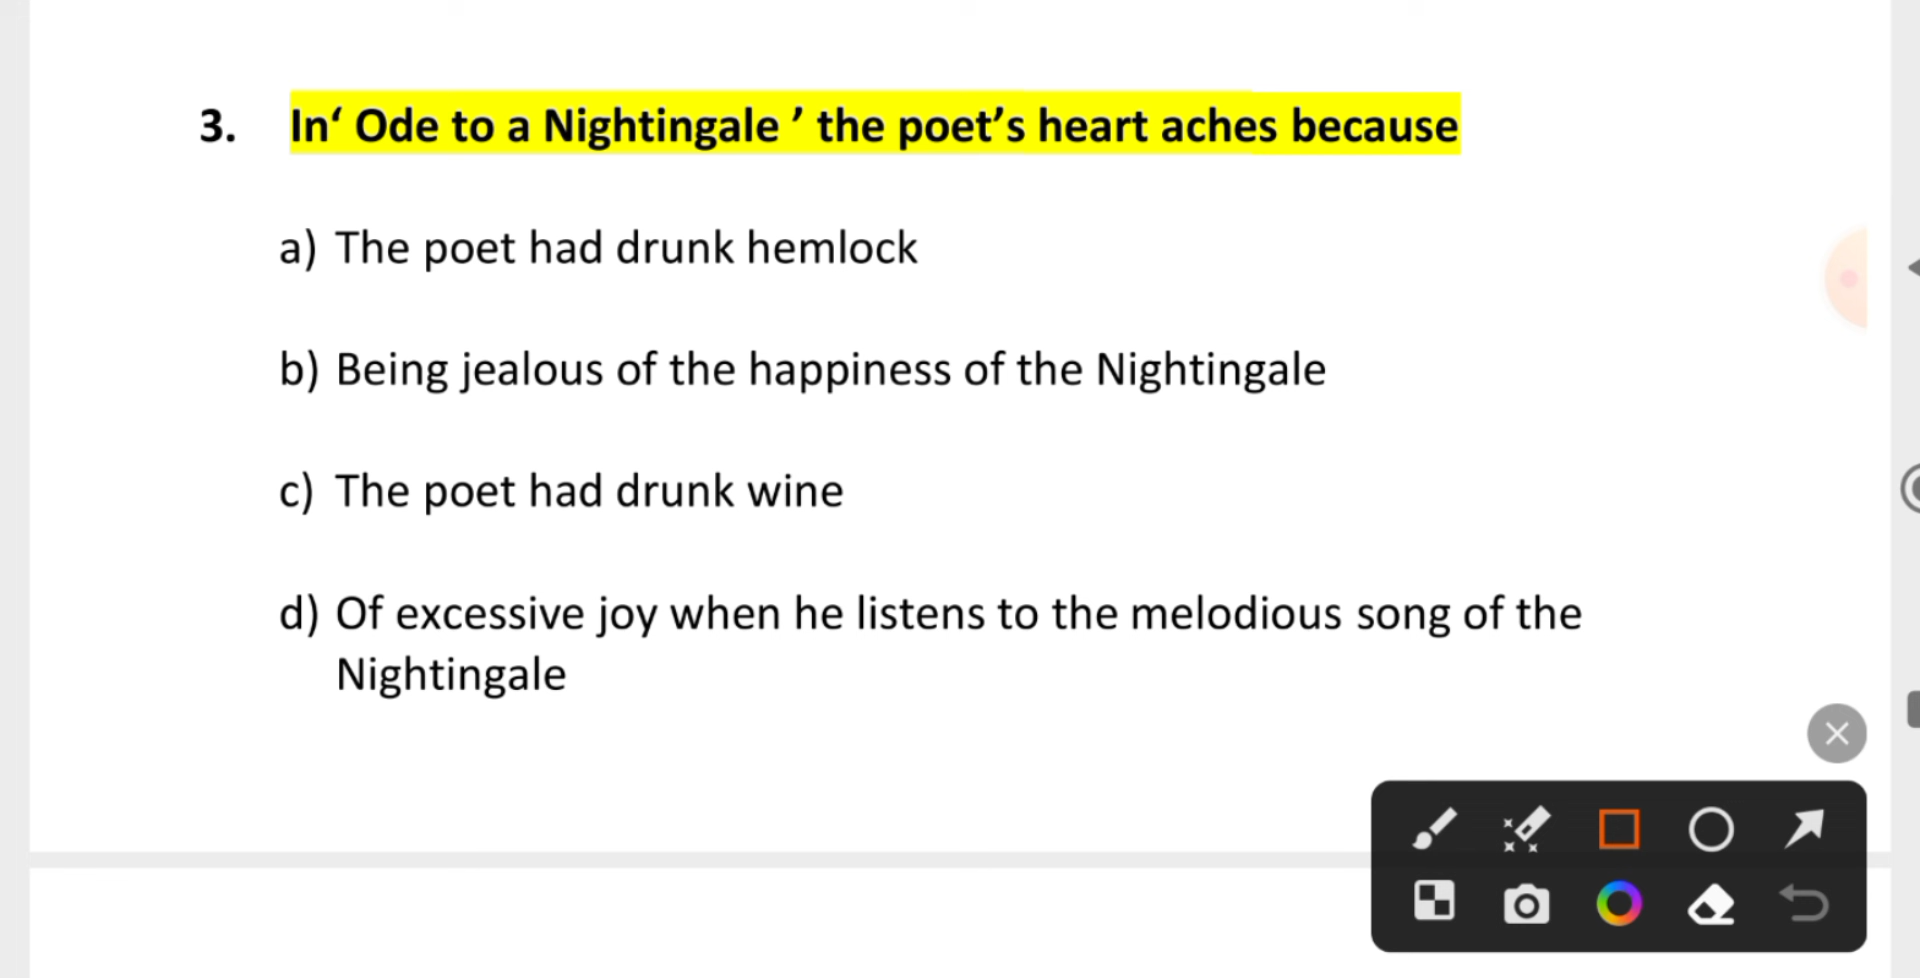 3. In‘ Ode to a Nightingale ’ the poet’s heart aches because
a) The poet had drunk hemlock
b) Being jealous of the happiness of the Nightingale
c) The poet had drunk wine
d) Of excessive joy when he listens to the melodious song of the
Nightingale